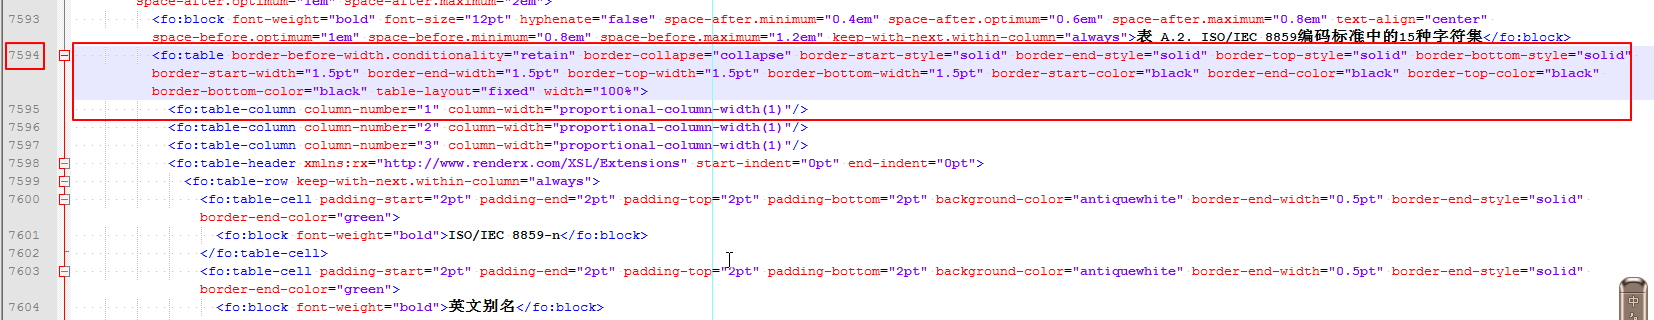 space-after.optimum="1em" space-after.maximum="2em">
7593 <fo:block font-weight="bold" font-size="12pt" hyphenate="false" space-after.minimum="0.4em" space-after.optimum="0.6em" space-after.maximum="0.8em" text-align="center"
space-before.optimum="1em" space-before.minimum="0.8em" space-before.maximum="1.2em" keep-with-next.within-column="always">表 A.2. ISO/IEC 8859编码标准中的15种字符集</fo:block>
7594 <fo:table border-before-width.conditionality="retain" border-collapse="collapse" border-start-style="solid" border-end-style="solid" border-top-style="solid" border-bottom-style="solid"
border-start-width="1.5pt" border-end-width="1.5pt" border-top-width="1.5pt" border-bottom-width="1.5pt" border-start-color="black" border-end-color="black" border-top-color="black"
border-bottom-color="black" table-layout="fixed" width="100%">
7595 <fo:table-column column-number="1" column-width="proportional-column-width(1)"/>
7596 <fo:table-column column-number="2" column-width="proportional-column-width(1)"/>
7597 <fo:table-column column-number="3" column-width="proportional-column-width(1)"/>
7598 <fo:table-header xmlns:rx="http://www.renderx.com/XSL/Extensions" start-indent="0pt" end-indent="0pt">
7599 <fo:table-row keep-with-next.within-column="always">
7600 <fo:table-cell padding-start="2pt" padding-end="2pt" padding-top="2pt" padding-bottom="2pt" background-color="antiquewhite" border-end-width="0.5pt" border-end-style="solid"
border-end-color="green">
7601 <fo:block font-weight="bold">ISO/IEC 8859-n</fo:block>
7602 </fo:table-cell>
7603 <fo:table-cell padding-start="2pt" padding-end="2pt" padding-top="2pt" padding-bottom="2pt" background-color="antiquewhite" border-end-width="0.5pt" border-end-style="solid"
border-end-color="green">
7604 <fo:block font-weight="bold">英文别名</fo:block>
中